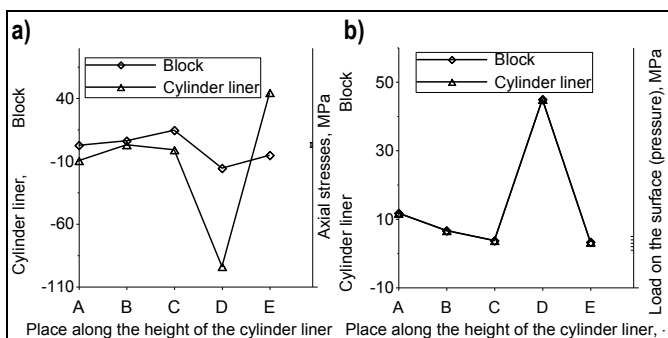 a)
Block
Cylinder liner
40
-10
-60
-110
Cylinder liner, Block
A B C D E
Place along the height of the cylinder liner
Axial stresses, MPa
b)
Block
Cylinder liner
50
30
10
-10
Cylinder liner Block
A B C D E
Place along the height of the cylinder liner, -
Load on the surface (pressure), MPa